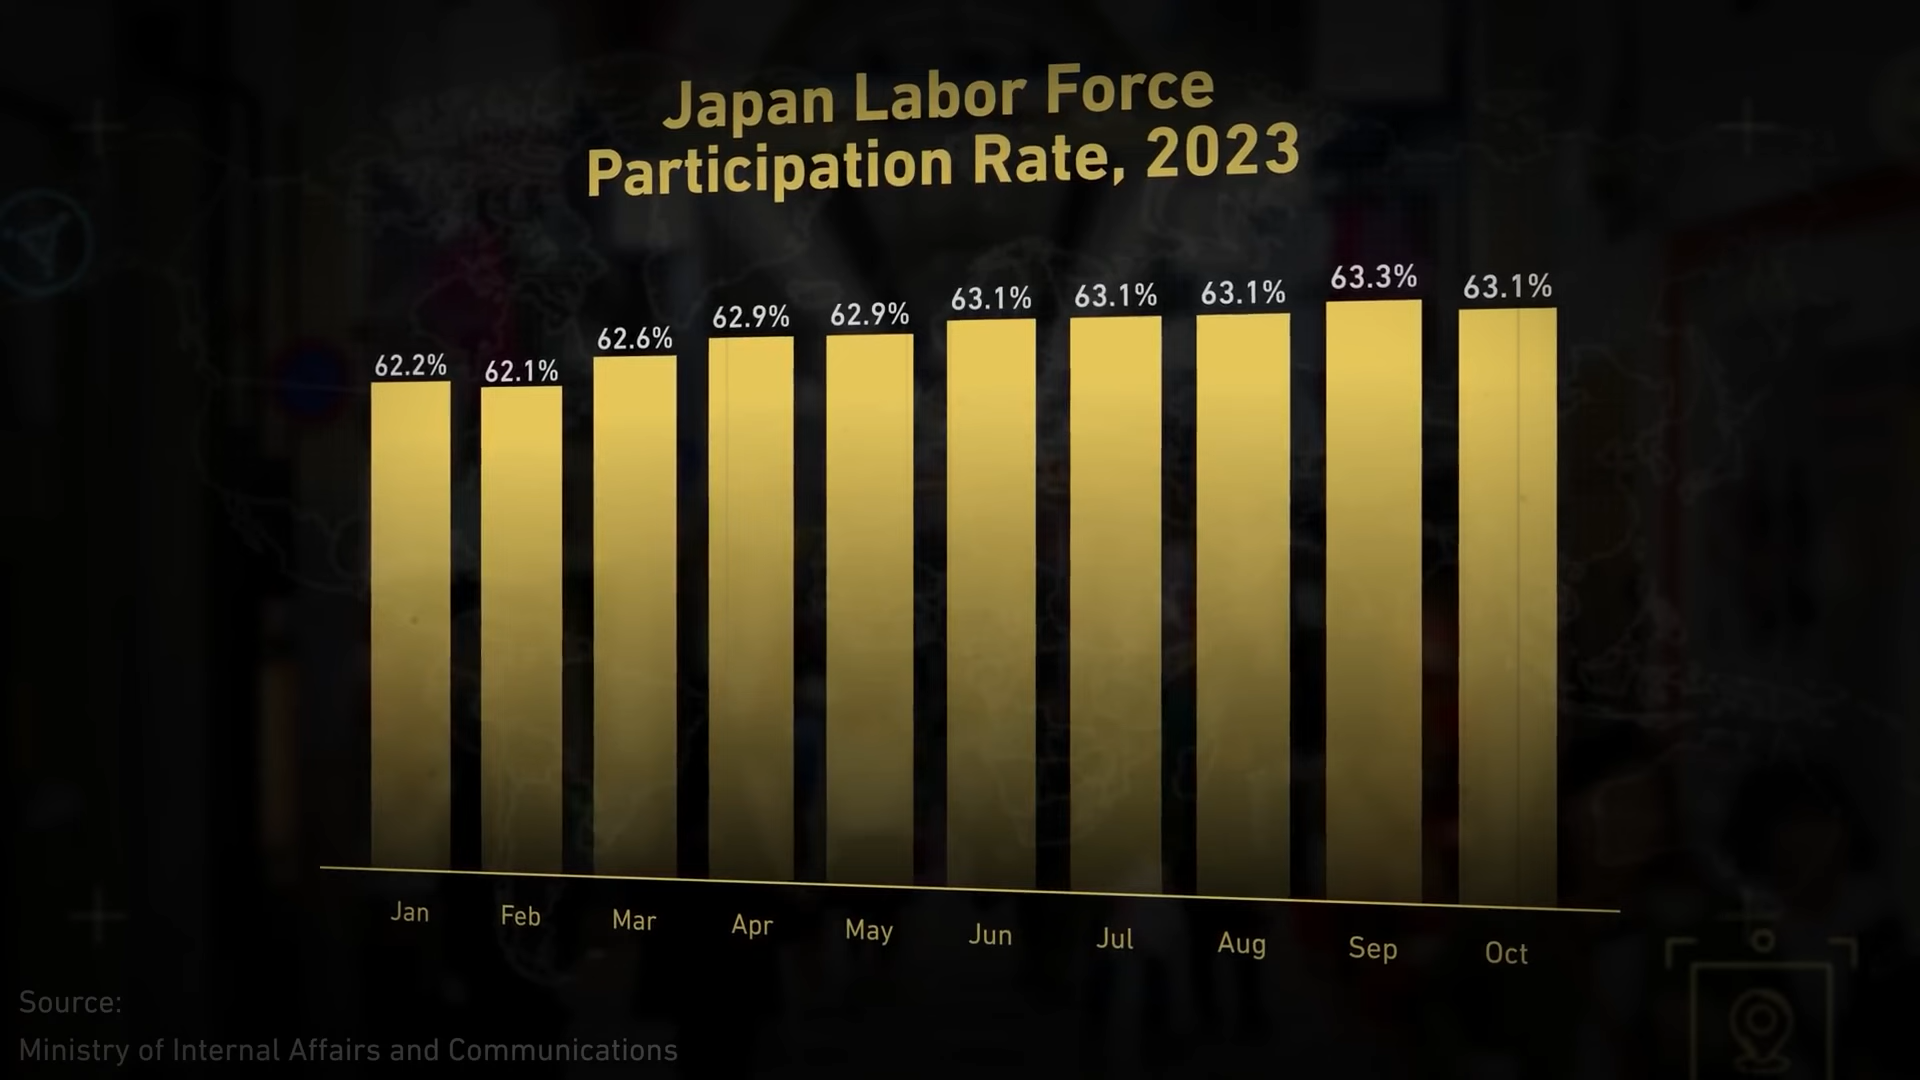 Japan Labor Force
Participation Rate, 2023
62.2%
62.1%
62.6%
62.9%
62.9%
63.1%
63.1%
63.1%
63.3%
63.1%
Jan
Feb
Mar
Apr
May
Jun
Jul
Aug
Sep
Oct
Source:
Ministry of Internal Affairs and Communications